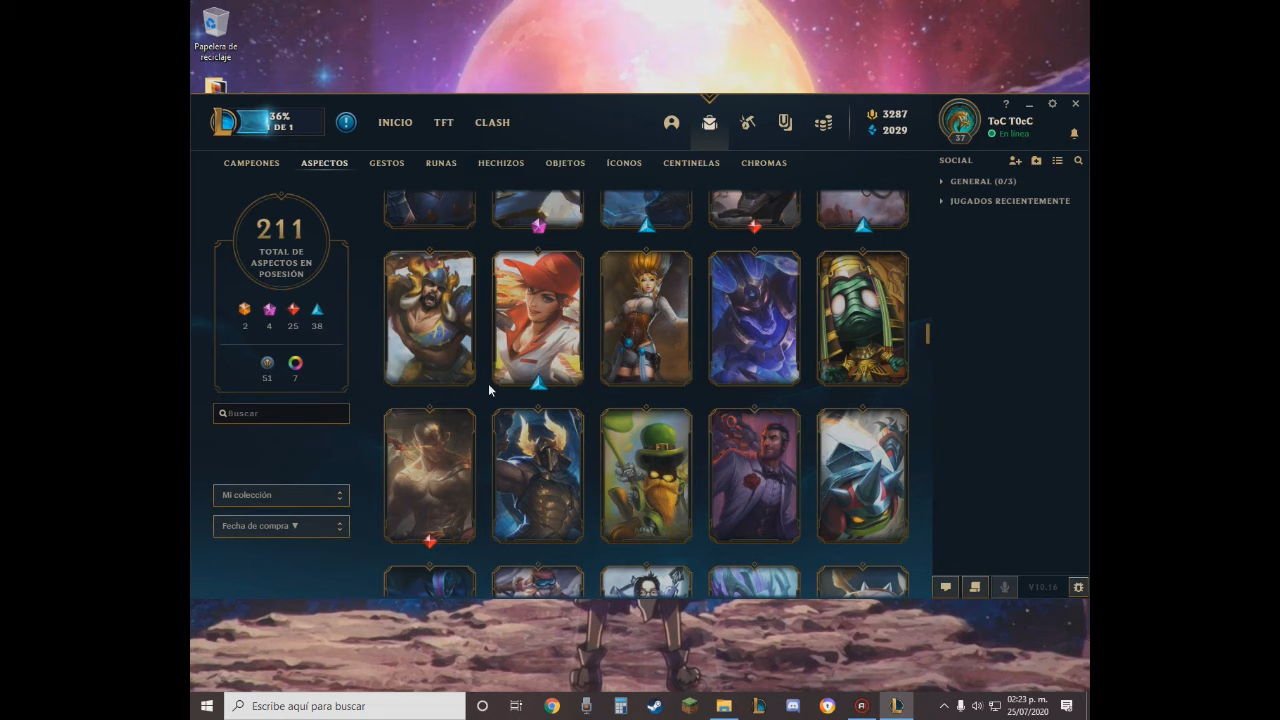 Papelera de
reciclaje
36%
1 DE 1
INICIO
TFT
CLASH
3287
2029
37
ToC T0cC
En línea
CAMPEONES
ASPECTOS
GESTOS
RUNAS
HECHIZOS
OBJETOS
ÍCONOS
CENTINELAS
CHROMAS
SOCIAL
GENERAL (0/3)
JUGADOS RECIENTEMENTE
211
TOTAL DE
ASPECTOS EN
POSESIÓN
2
4
25
38
51
7
Buscar
Mi colección
Fecha de compra ▼
V10.16
Escribe aquí para buscar
02:23 p. m.
25/07/2020